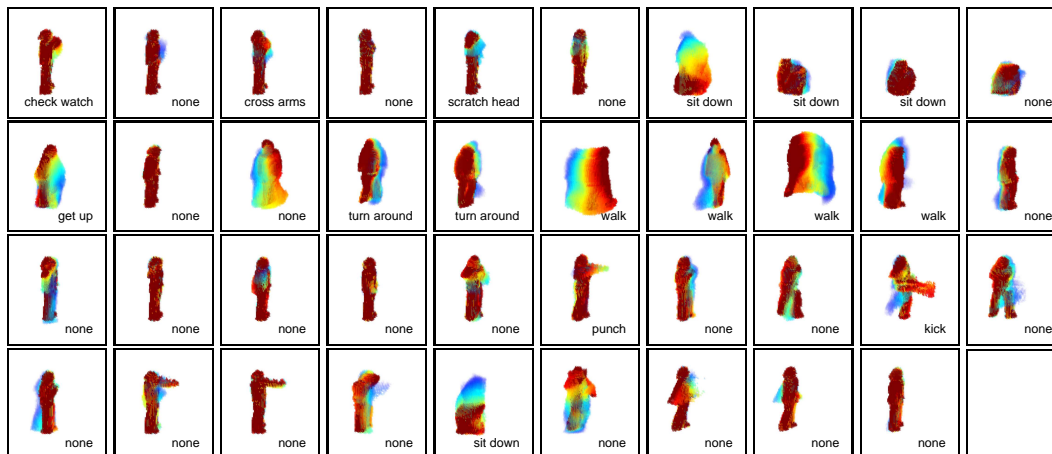 check watch none cross arms none scratch head none sit down sit down sit down none
get up none none turn around turn around walk walk walk walk none
none none none none none punch none none kick none
none none none none sit down none none none none